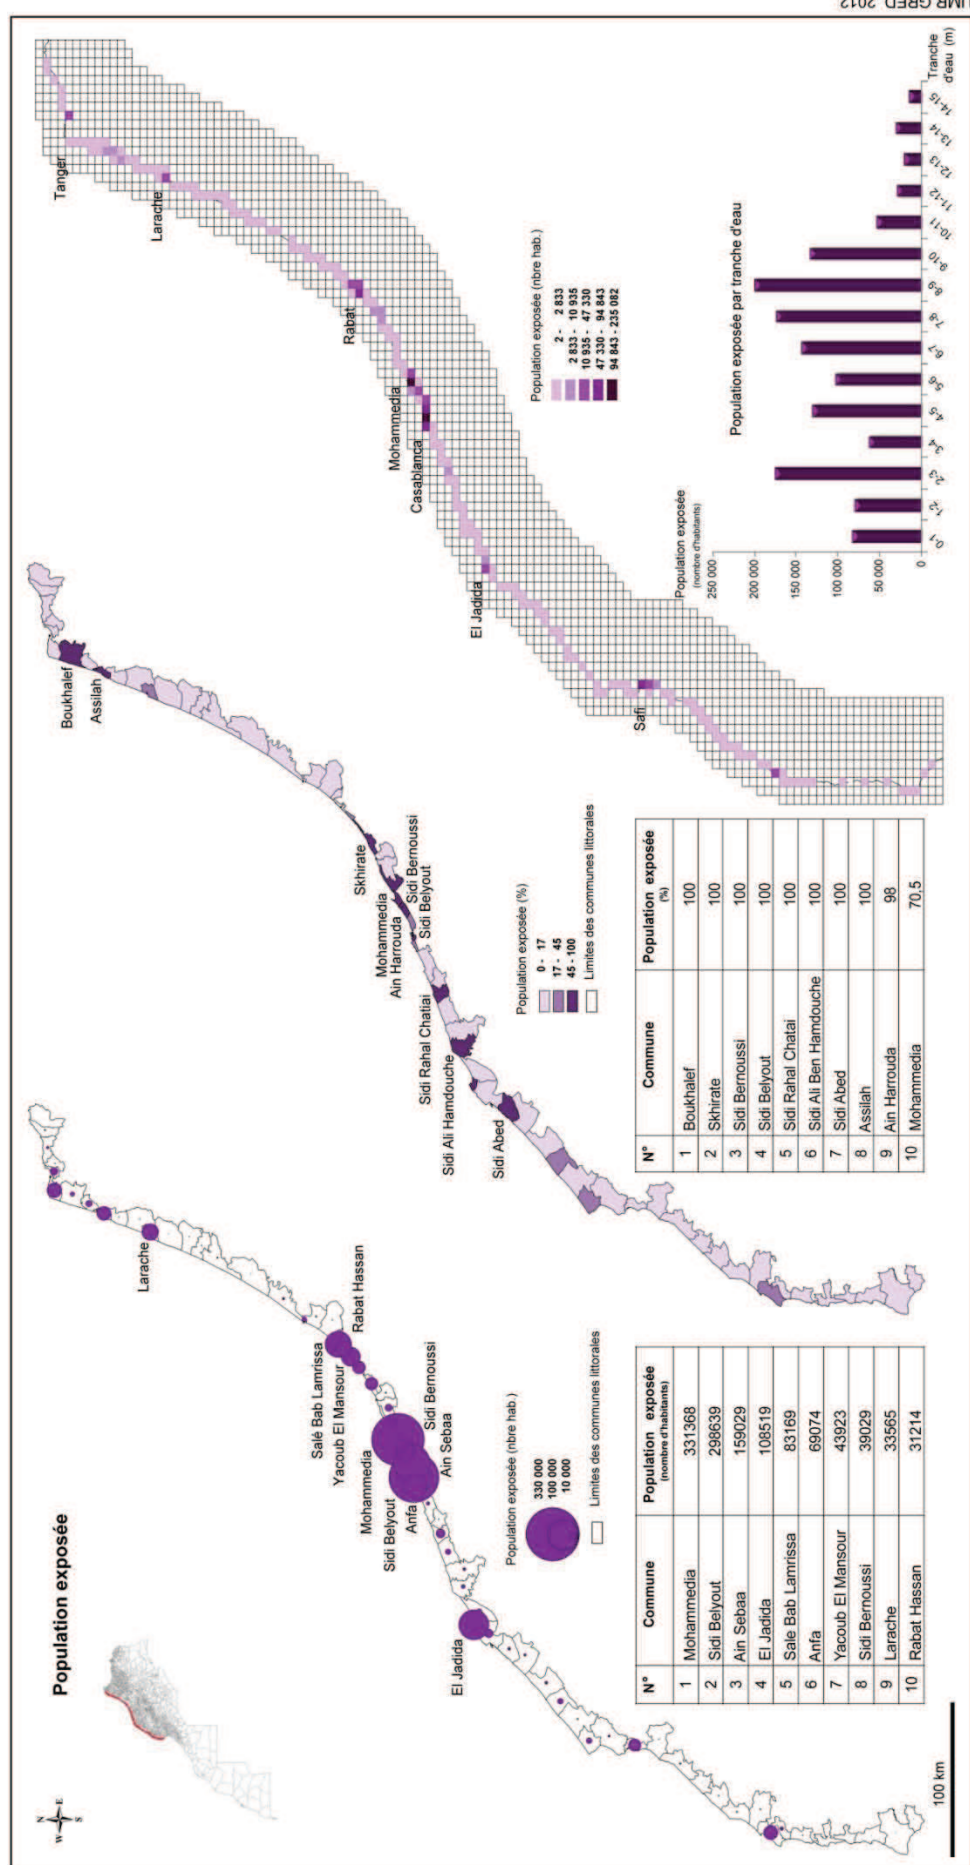 UMR GRED 2012
Population exposée
N
W E
S
Larache
Salé Bab Lamrissa
Rabat Hassan
Yacoub El Mansour
Mohammedia
Sidi Bernoussi
Sidi Belyout
Ain Sebaa
Anfa
El Jadida
Population exposée (nbre hab.)
330 000
100 000
10 000
Limites des communes littorales
N° Commune Population exposée
(nombre d'habitants)
1 Mohammedia 331368
2 Sidi Belyout 298639
3 Ain Sebaa 159029
4 El Jadida 108519
5 Sale Bab Lamrissa 83169
6 Anfa 69074
7 Yacoub El Mansour 43923
8 Sidi Bernoussi 39029
9 Larache 33565
10 Rabat Hassan 31214
100 km
Boukhalef
Assilah
Skhirate
Mohammedia
Sidi Bernoussi
Ain Harrouda
Sidi Belyout
Sidi Rahal Chatiai
Sidi Ali Hamdouche
Sidi Abed
Population exposée (%)
0 - 17
17 - 45
45 - 100
Limites des communes littorales
N° Commune Population exposée
(%)
1 Boukhalef 100
2 Skhirate 100
3 Sidi Bernoussi 100
4 Sidi Belyout 100
5 Sidi Rahal Chatai 100
6 Sidi Ali Ben Hamdouche 100
7 Sidi Abed 100
8 Assilah 100
9 Ain Harrouda 98
10 Mohammedia 70,5
Tanger
Larache
Rabat
Mohammedia
Casablanca
El Jadida
Safi
Population exposée (nbre hab.)
2 - 2 833
2 833 - 10 935
10 935 - 47 330
47 330 - 94 843
94 843 - 235 082
Population exposée par tranche d'eau
Population exposée
(nombre d'habitants)
250 000
200 000
150 000
100 000
50 000
0
0-1 1-2 2-3 3-4 4-5 5-6 6-7 7-8 8-9 9-10 10-11 11-12 12-13 13-14 14-15
Tranche
d'eau (m)